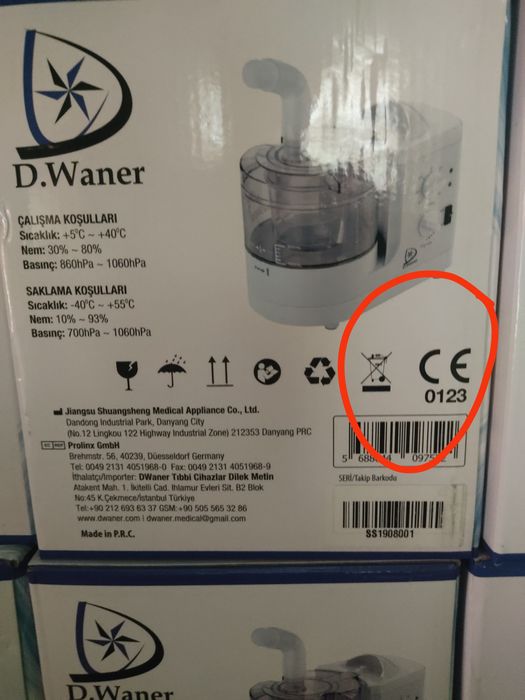 D.Waner
ÇALIŞMA KOŞULLARI
Sıcaklık: +5°C ~ +40°C
Nem: 30% ~ 80%
Basınç: 860hPa ~ 1060hPa
SAKLAMA KOŞULLARI
Sıcaklık: -40°C ~ +55°C
Nem: 10% ~ 93%
Basınç: 700hPa ~ 1060hPa
CE
0123
Jiangsu Shuangsheng Medical Appliance Co., Ltd.
Dandong Industrial Park, Danyang City
(No.12 Lingkou 122 Highway Industrial Zone) 212353 Danyang PRC
EC REP Prolinx GmbH
Brehmstr. 56, 40239, Düesseldorf Germany
Tel: 0049 2131 4051968-0 Fax: 0049 2131 4051968-9
İthalatçı/Importer: DWaner Tıbbi Cihazlar Dilek Metin
Atakent Mah. 1. İkitelli Cad. Ihlamur Evleri Sit. B2 Blok
No:45 K.Çekmece/İstanbul Türkiye
Tel:+90 212 693 63 37 GSM:+90 505 565 32 86
www.dwaner.com | dwaner.medical@gmail.com
Made in P.R.C.
SERİ/Takip Barkodu
SS1908001
D.Waner